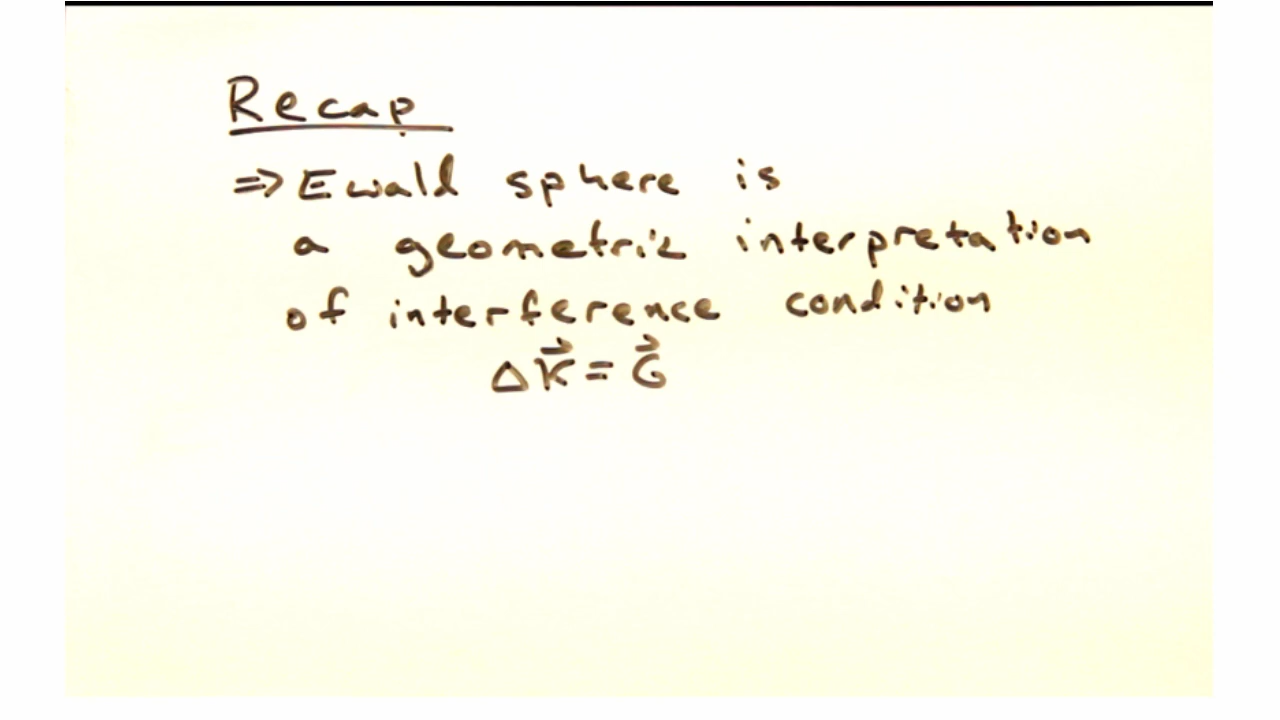 Recap
⇒ Ewald sphere is
a geometric interpretation
of interference condition
Δk⃗ = G⃗